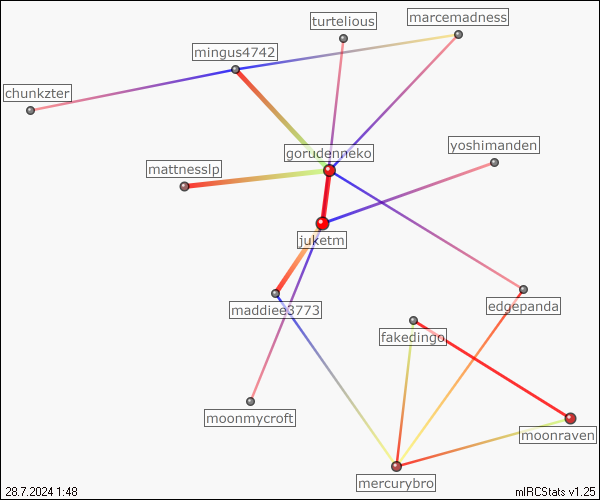 turtelious
marcemadness
mingus4742
chunkzter
gorudenneko
yoshimanden
mattnesslp
juketm
edgepanda
maddiee3773
fakedingo
moonmycroft
moonraven
mercurybro
28.7.2024 1:48
mIRCStats v1.25